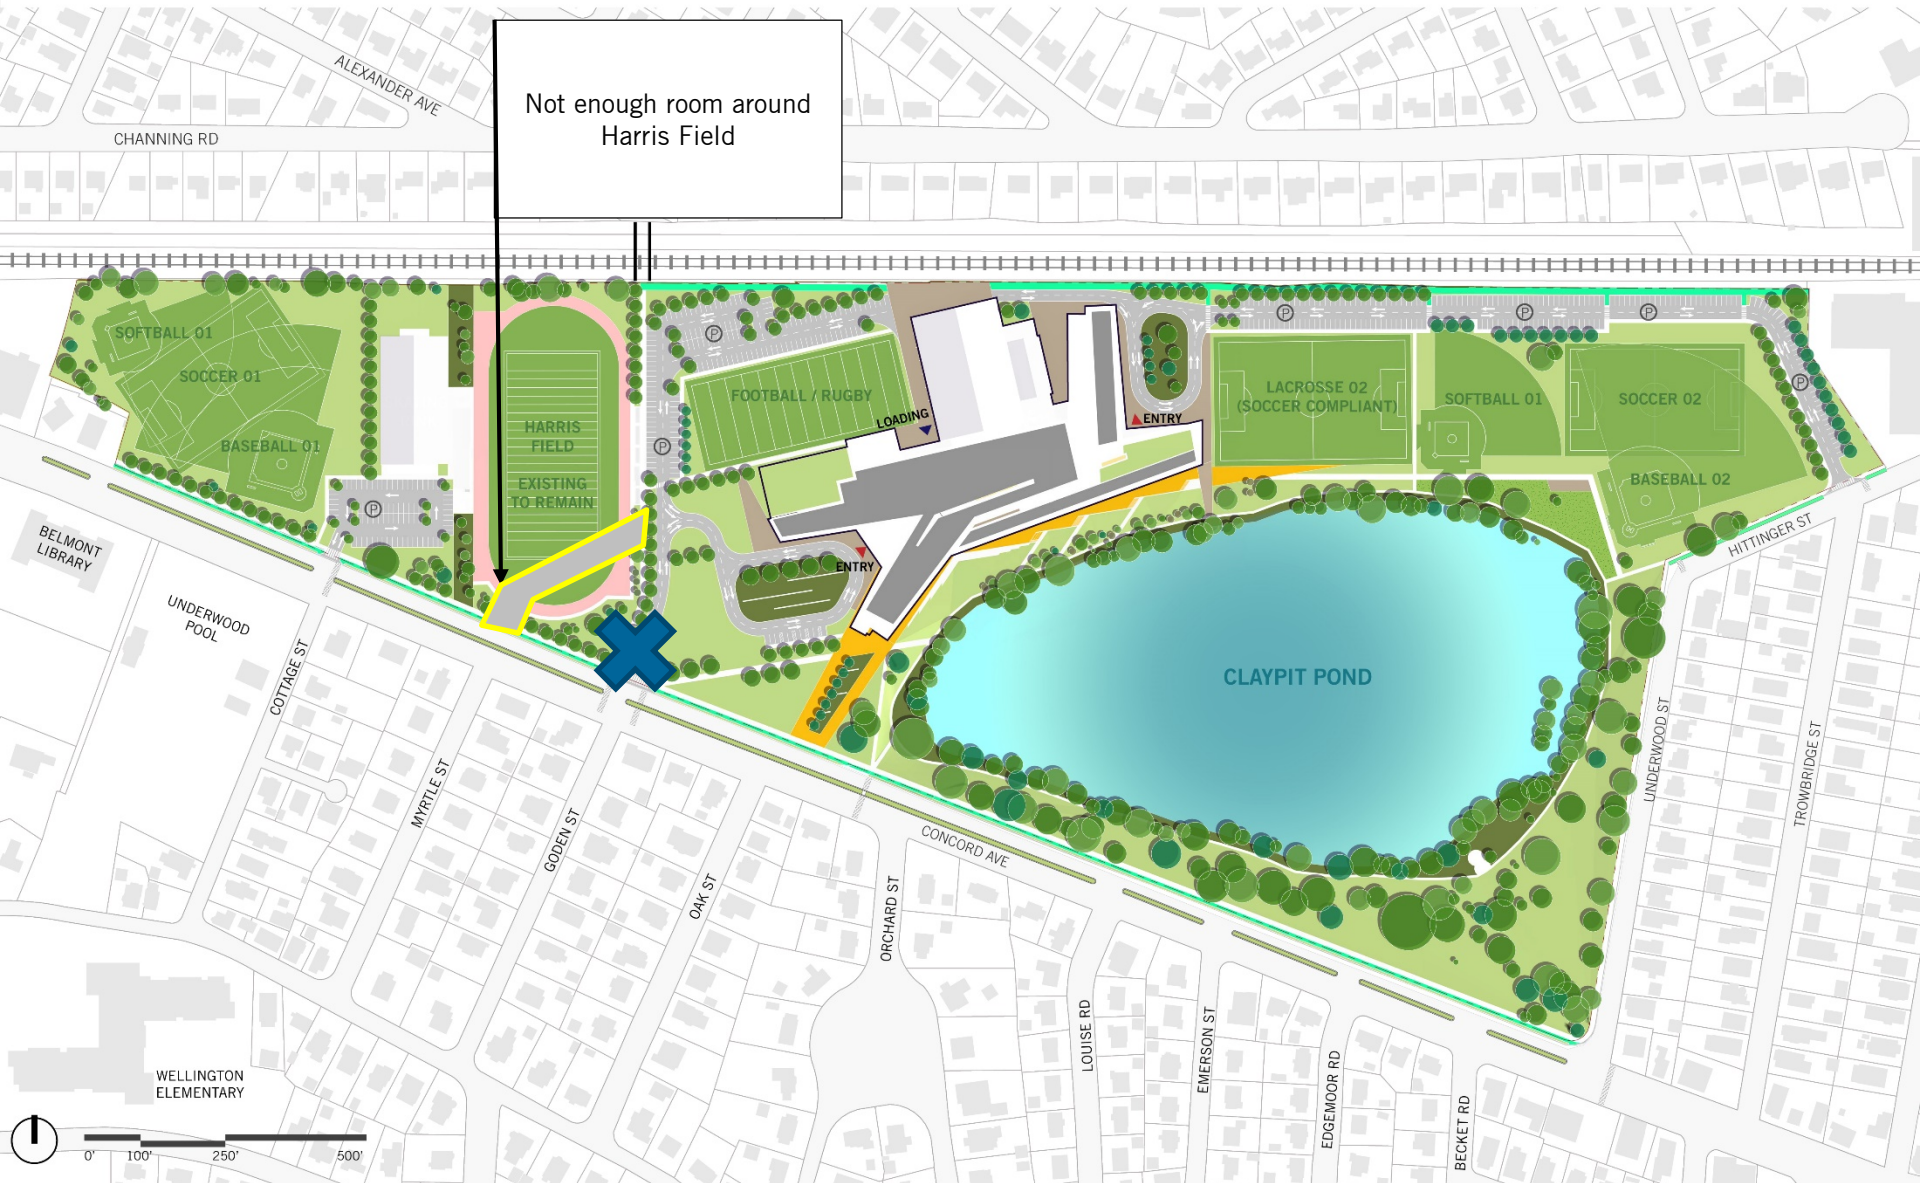 Not enough room around
Harris Field
ALEXANDER AVE
CHANNING RD
SOFTBALL 01
SOCCER 01
BASEBALL 01
P
HARRIS
FIELD
EXISTING
TO REMAIN
P
P
FOOTBALL / RUGBY
LOADING
ENTRY
ENTRY
P
P
P
P
LACROSSE 02
(SOCCER COMPLIANT)
SOFTBALL 01
SOCCER 02
BASEBALL 02
HITTINGER ST
BELMONT
LIBRARY
UNDERWOOD
POOL
CLAYPIT POND
COTTAGE ST
MYRTLE ST
GODEN ST
OAK ST
ORCHARD ST
CONCORD AVE
UNDERWOOD ST
TROWBRIDGE ST
LOUISE RD
EMERSON ST
EDGEMOOR RD
BECKET RD
WELLINGTON
ELEMENTARY
0' 100' 250' 500'